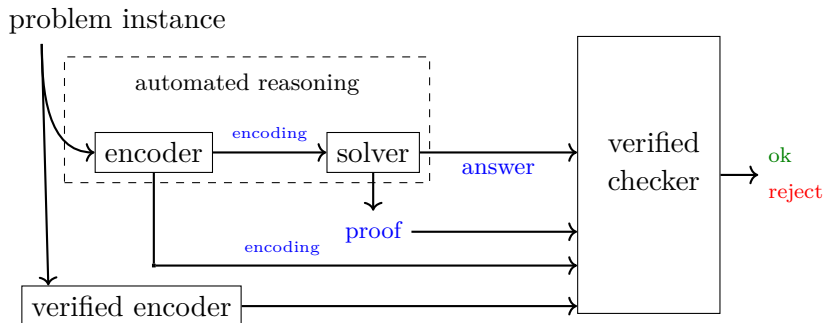 problem instance
automated reasoning
encoder
encoding
solver
answer
verified
checker
ok
reject
proof
encoding
verified encoder